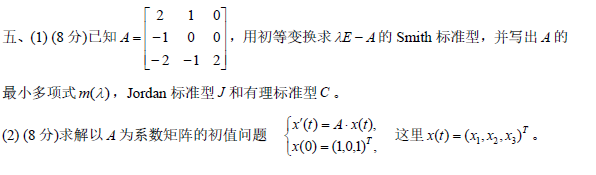 五、(1) (8 分)已知 A = [2 1 0; -1 0 0; -2 -1 2], 用初等变换求 λE − A 的 Smith 标准型，并写出 A 的
最小多项式 m(λ)，Jordan 标准型 J 和有理标准型 C 。
(2) (8 分)求解以 A 为系数矩阵的初值问题 { x′(t) = A · x(t), x(0) = (1,0,1)^T, 这里 x(t) = (x₁, x₂, x₃)^T 。